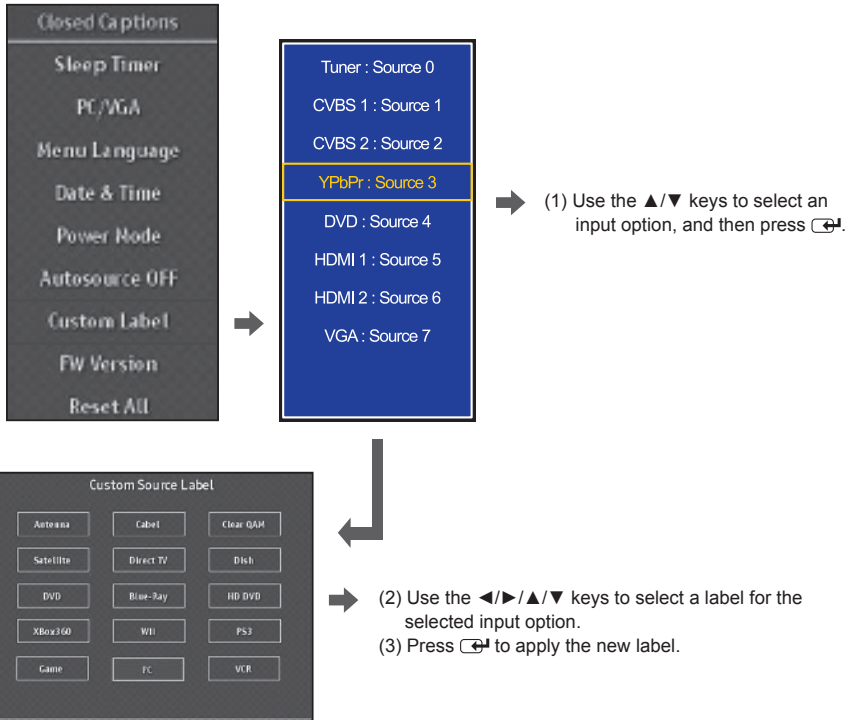 Closed Captions
Sleep Timer
PC/VGA
Menu Language
Date & Time
Power Mode
Autosource OFF
Custom Label
FW Version
Reset All
Tuner : Source 0
CVBS 1 : Source 1
CVBS 2 : Source 2
YPbPr : Source 3
DVD : Source 4
HDMI 1 : Source 5
HDMI 2 : Source 6
VGA : Source 7
(1) Use the ▲/▼ keys to select an
input option, and then press .
Custom Source Label
Antenna Cabel Clear QAM
Satellite Direct TV Dish
DVD Blue-Ray HD DVD
XBox360 WII PS3
Game PC VCR
(2) Use the ◄/►/▲/▼ keys to select a label for the
selected input option.
(3) Press to apply the new label.